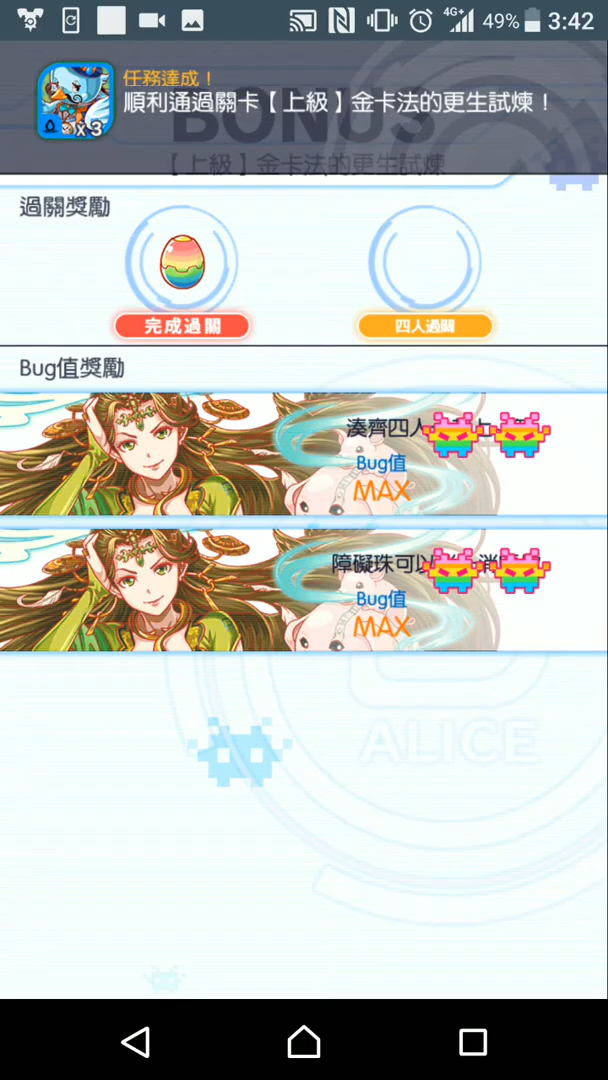 4G+
49%
3:42
任務達成！
順利通過關卡【上級】金卡法的更生試煉！
x3
BONUS
【上級】金卡法的更生試煉
過關獎勵
完成過關
四人過關
Bug值獎勵
湊齊四人
上
Bug值
MAX
障礙珠可以
消
Bug值
MAX
ALICE